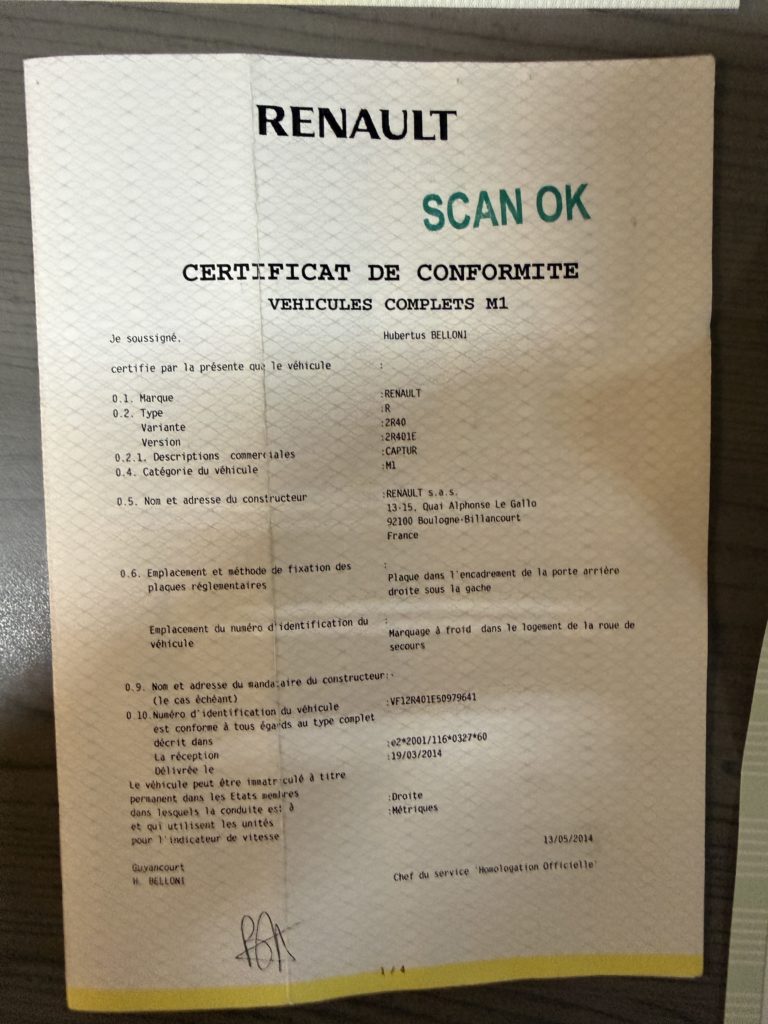 RENAULT
SCAN OK
CERTIFICAT DE CONFORMITE
VEHICULES COMPLETS M1
Je soussigné. Hubertus BELLONI
certifie par la présente que le véhicule :
0.1. Marque :RENAULT
0.2. Type :R
Variante :2R40
Version :2R401E
0.2.1. Descriptions commerciales :CAPTUR
0.4. Catégorie du véhicule :M1
0.5. Nom et adresse du constructeur :RENAULT s.a.s.
13-15, Quai Alphonse Le Gallo
92100 Boulogne-Billancourt
France
0.6. Emplacement et méthode de fixation des :
plaques réglementaires Plaque dans l'encadrement de la porte arrière
droite sous la gache
Emplacement du numéro d'identification du :
véhicule Marquage à froid dans le logement de la roue de
secours
0.9. Nom et adresse du mandataire du constructeur:-
(le cas échéant)
0.10.Numéro d'identification du véhicule :VF12R401E50979641
est conforme à tous égards au type complet
décrit dans
La réception :e2*2001/116*0327*60
Délivrée le :19/03/2014
Le véhicule peut être immatriculé à titre
permanent dans les Etats membres
dans lesquels la conduite est à :Droite
et qui utilisent les unités :Métriques
pour l'indicateur de vitesse
13/05/2014
Guyancourt
H. BELLONI Chef du service 'Homologation Officielle'
1 / 4